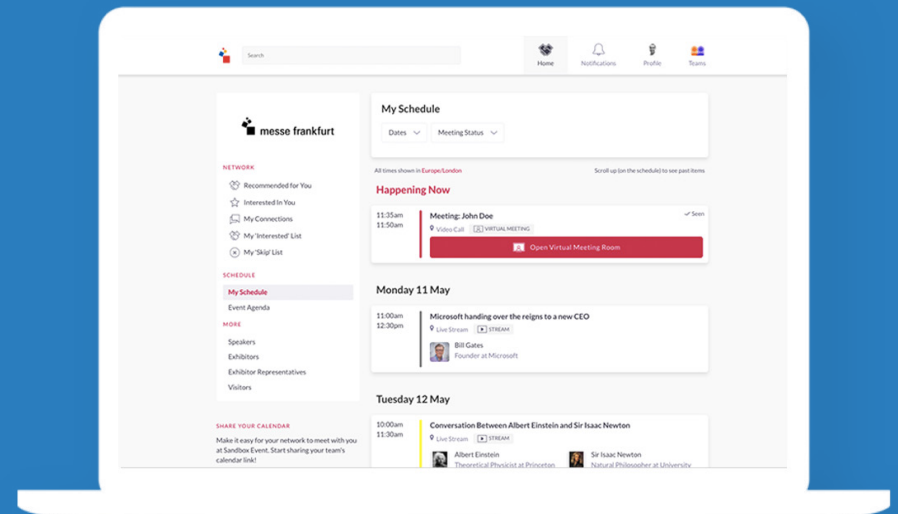 Search
Home
Notifications
Profile
Teams
messe frankfurt
NETWORK
Recommended for You
Interested In You
My Connections
My 'Interested' List
My 'Skip' List
SCHEDULE
My Schedule
Event Agenda
MORE
Speakers
Exhibitors
Exhibitor Representatives
Visitors
SHARE YOUR CALENDAR
Make it easy for your network to meet with you
at Sandbox Event. Start sharing your team's
calendar link!
My Schedule
Dates
Meeting Status
All times shown in Europe/London
Scroll up (on the schedule) to see past items
Happening Now
11:35am
11:50am
Meeting: John Doe
Seen
Video Call
VIRTUAL MEETING
Open Virtual Meeting Room
Monday 11 May
11:00am
12:30pm
Microsoft handing over the reigns to a new CEO
Live Stream
STREAM
Bill Gates
Founder at Microsoft
Tuesday 12 May
10:00am
11:30am
Conversation Between Albert Einstein and Sir Isaac Newton
Live Stream
STREAM
Albert Einstein
Theoretical Physicist at Princeton
Sir Isaac Newton
Natural Philosopher at University